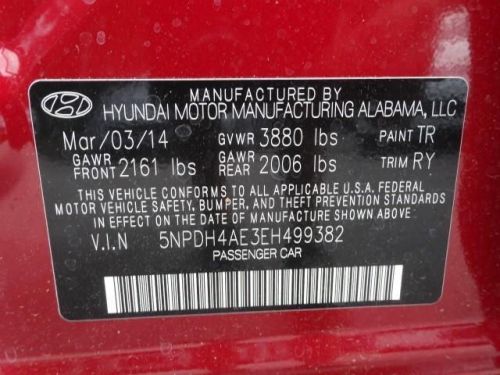 MANUFACTURED BY
HYUNDAI MOTOR MANUFACTURING ALABAMA, LLC
Mar/03/14 GVWR 3880 lbs PAINT TR
GAWR FRONT 2161 lbs GAWR REAR 2006 lbs TRIM RY
THIS VEHICLE CONFORMS TO ALL APPLICABLE U.S.A. FEDERAL
MOTOR VEHICLE SAFETY, BUMPER, AND THEFT PREVENTION STANDARDS
IN EFFECT ON THE DATE OF MANUFACTURE SHOWN ABOVE
V.I.N 5NPDH4AE3EH499382
PASSENGER CAR